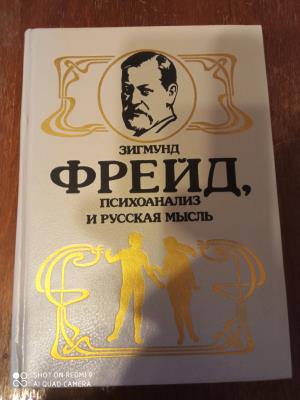 ЗИГМУНД
ФРЕЙД,
ПСИХОАНАЛИЗ
И РУССКАЯ МЫСЛЬ
SHOT ON REDMI 9
AI QUAD CAMERA